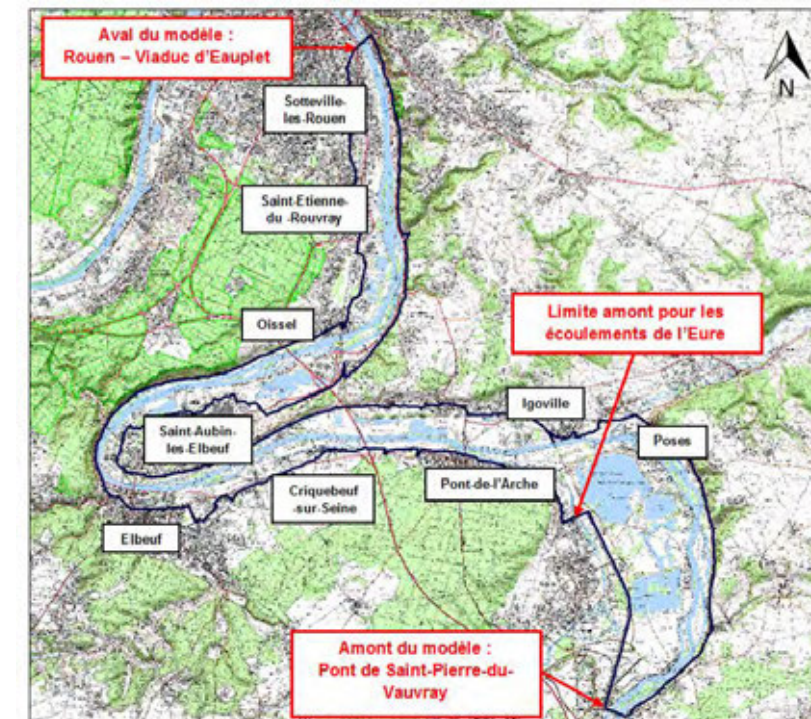 Aval du modèle :
Rouen – Viaduc d'Eauplet
N
Sotteville-
les-Rouen
Saint-Etienne-
du -Rouvray
Limite amont pour les
écoulements de l'Eure
Oissel
Igoville
Saint-Aubin-
les-Elbeuf
Poses
Criquebeuf
-sur-Seine
Pont-de-l'Arche
Elbeuf
Amont du modèle :
Pont de Saint-Pierre-du-
Vauvray